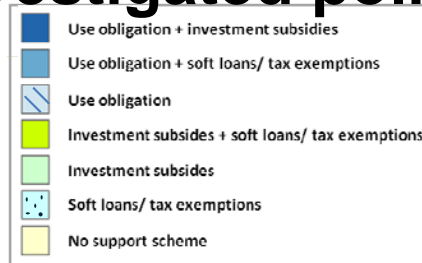 Use obligation + investment subsidies
Use obligation + soft loans/ tax exemptions
Use obligation
Investment subsides + soft loans/ tax exemptions
Investment subsides
Soft loans/ tax exemptions
No support scheme